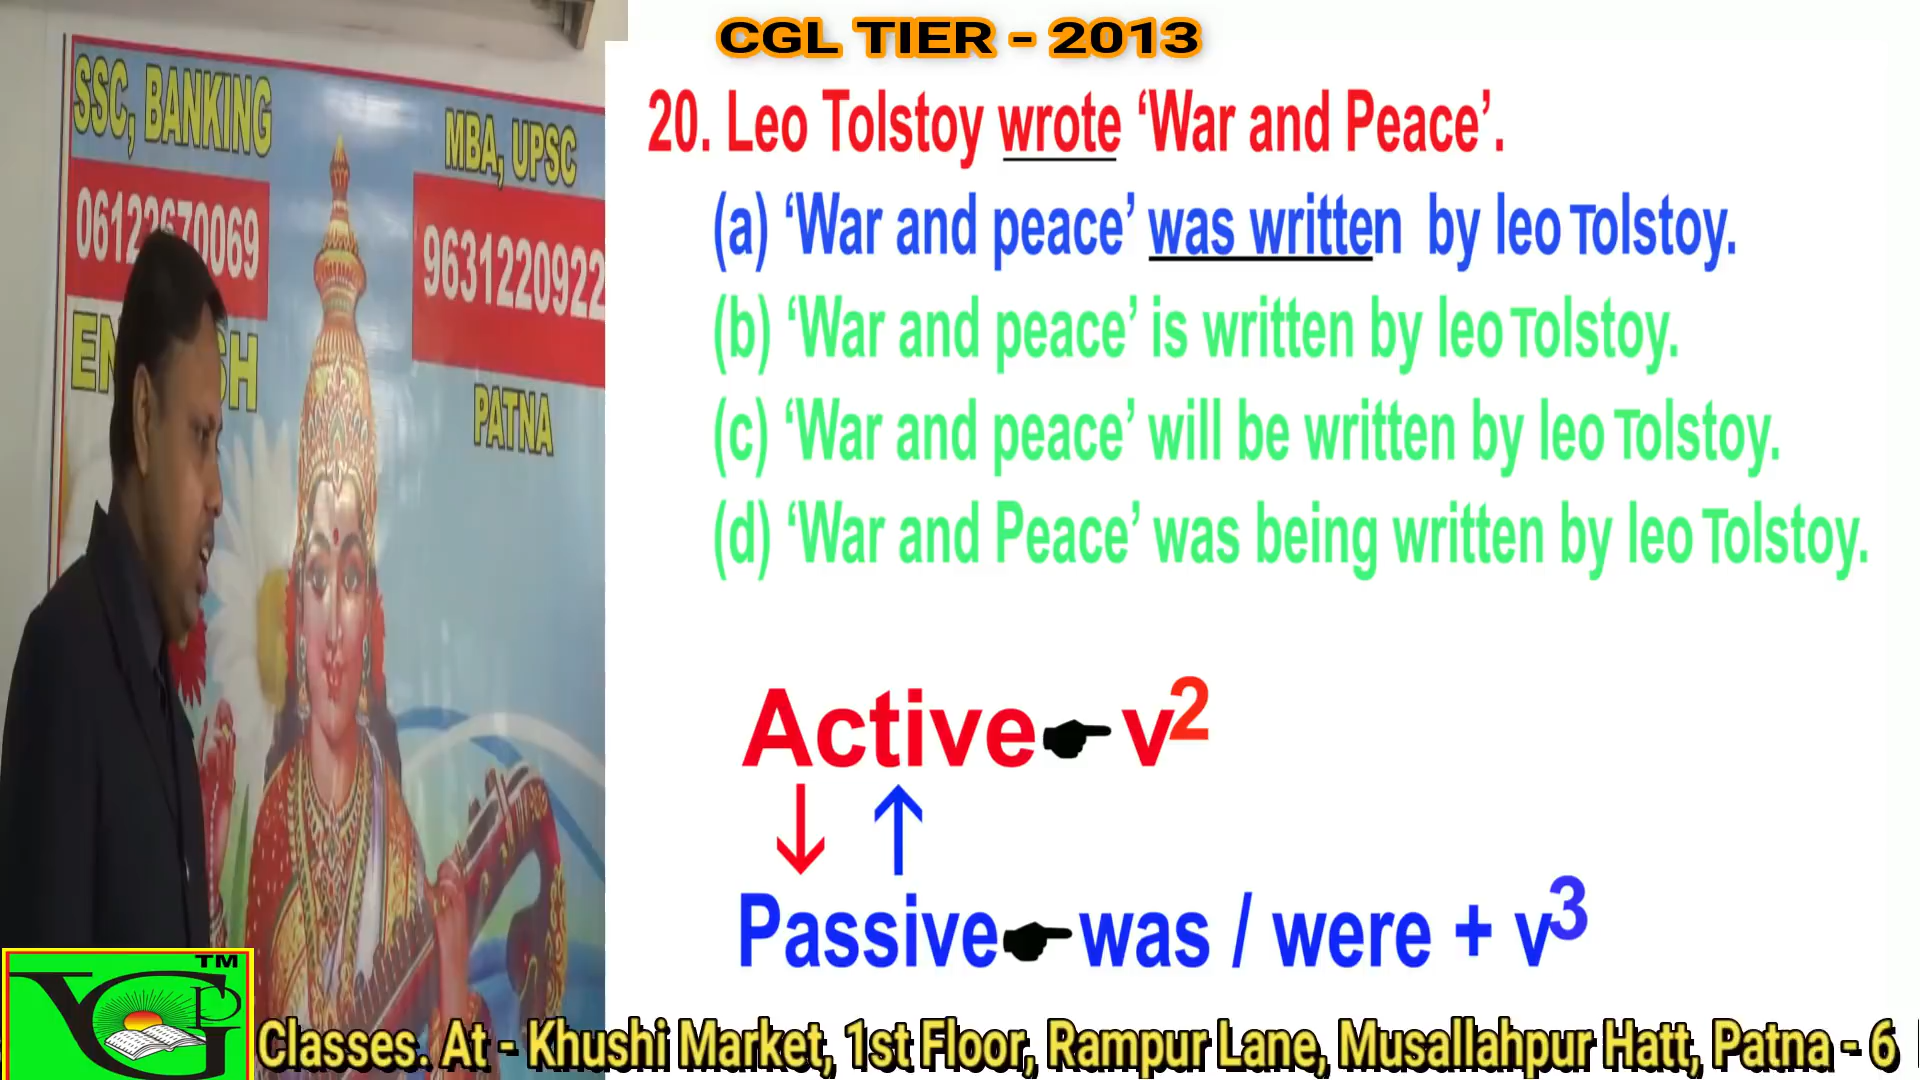 CGL TIER - 2013
SSC, BANKING
MBA, UPSC
9631220922
PATNA
20. Leo Tolstoy wrote ‘War and Peace’.
(a) ‘War and peace’ was written by leo Tolstoy.
(b) ‘War and peace’ is written by leo Tolstoy.
(c) ‘War and peace’ will be written by leo Tolstoy.
(d) ‘War and Peace’ was being written by leo Tolstoy.
Active v2
Passive was / were + v3
TM
Classes. At - Khushi Market, 1st Floor, Rampur Lane, Musallahpur Hatt, Patna - 6